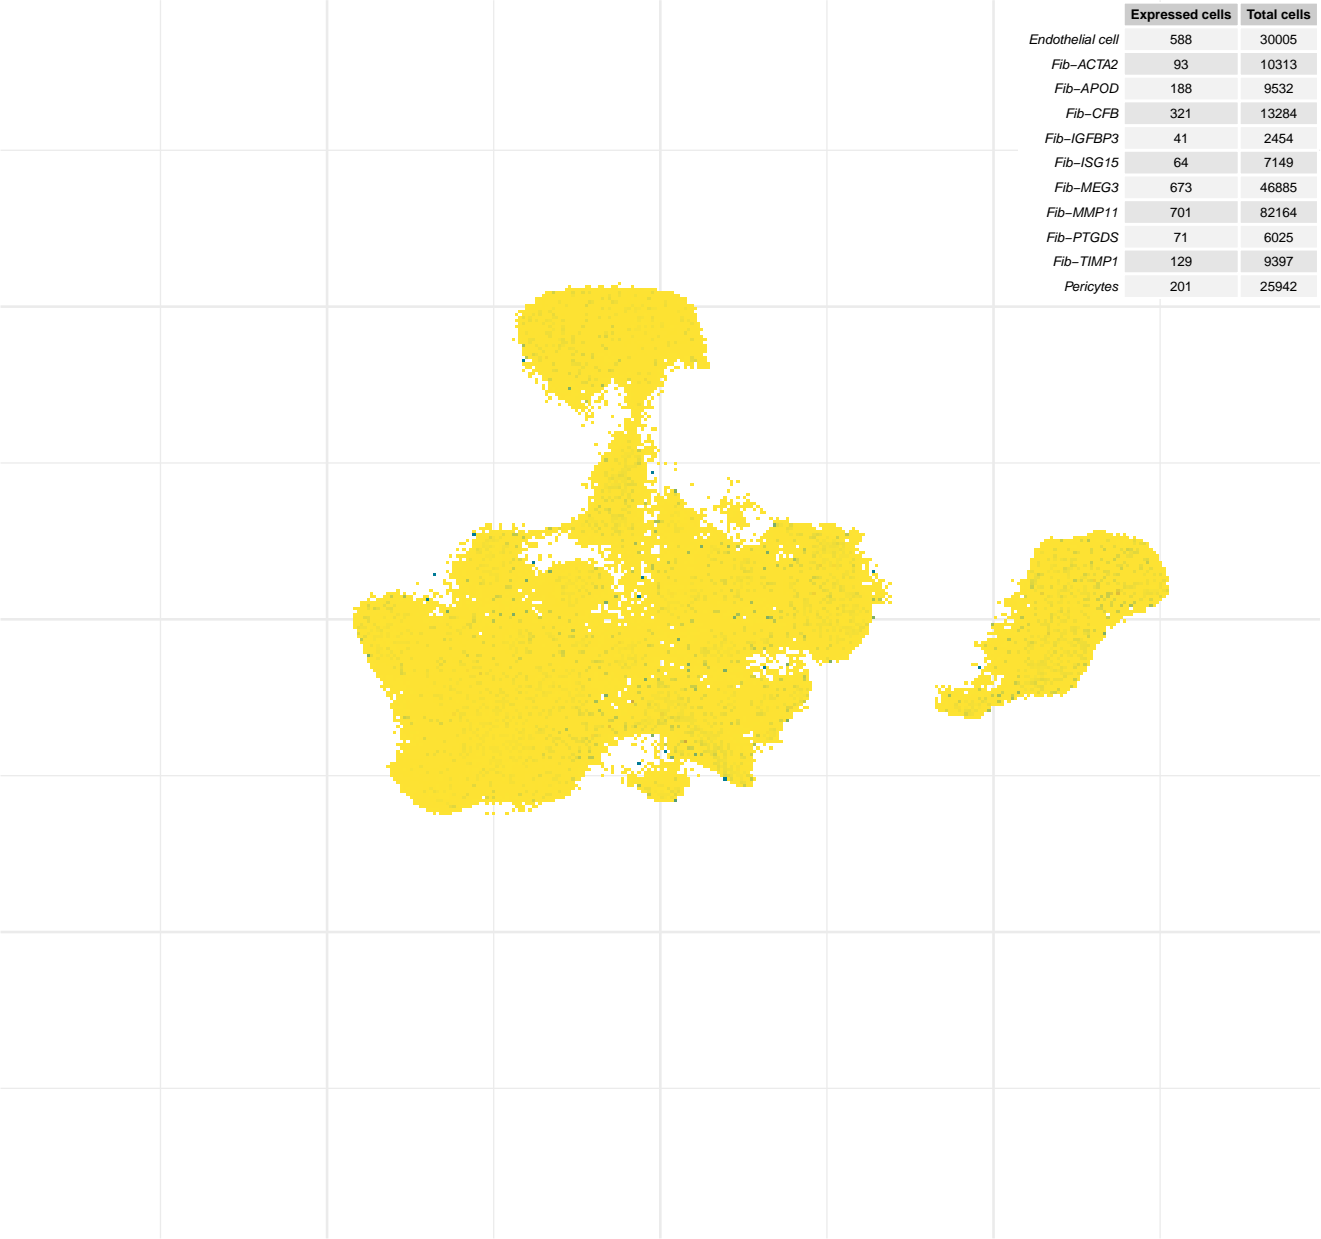 Expressed cells Total cells
Endothelial cell 588 30005
Fib−ACTA2 93 10313
Fib−APOD 188 9532
Fib−CFB 321 13284
Fib−IGFBP3 41 2454
Fib−ISG15 64 7149
Fib−MEG3 673 46885
Fib−MMP11 701 82164
Fib−PTGDS 71 6025
Fib−TIMP1 129 9397
Pericytes 201 25942